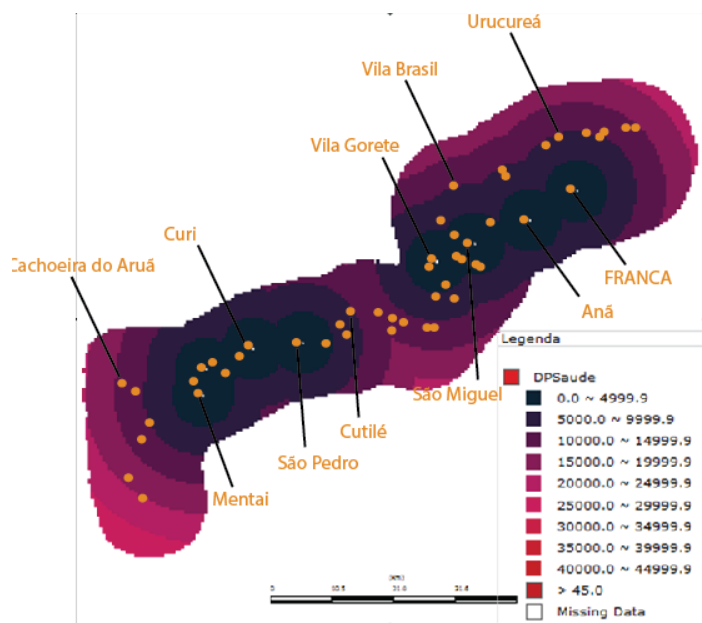 Urucureá
Vila Brasil
Vila Gorete
Curi
Cachoeira do Aruã
FRANCA
Anã
São Miguel
Cutilé
São Pedro
Mentai
Legenda
DPSaude
0.0 ~ 4999.9
5000.0 ~ 9999.9
10000.0 ~ 14999.9
15000.0 ~ 19999.9
20000.0 ~ 24999.9
25000.0 ~ 29999.9
30000.0 ~ 34999.9
35000.0 ~ 39999.9
40000.0 ~ 44999.9
> 45.0
Missing Data
0